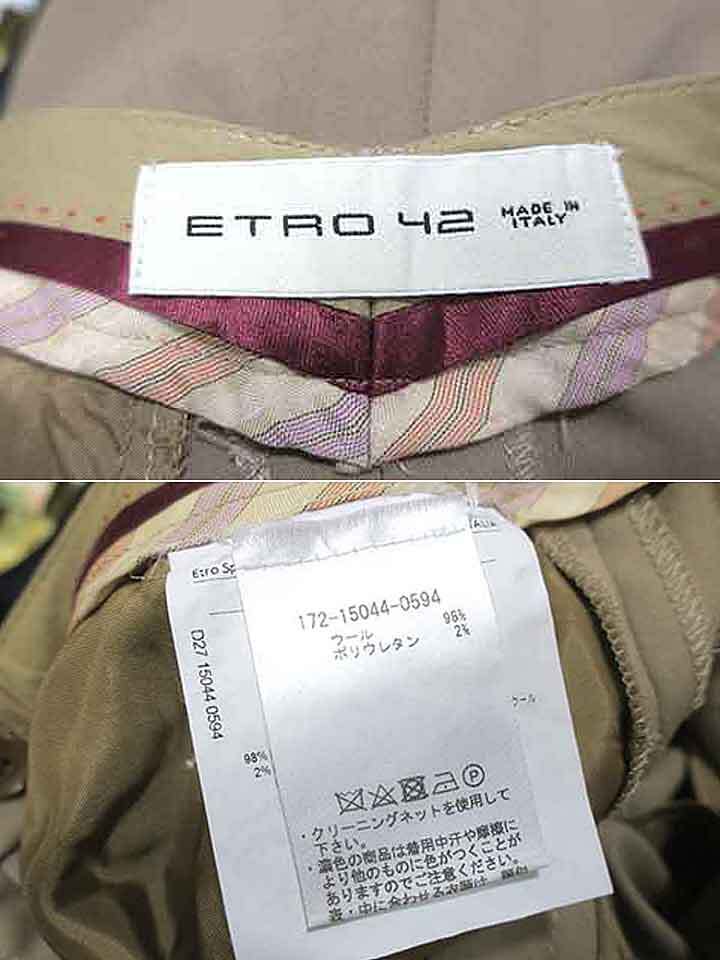 ETRO 42 MADE IN
ITALY
Etro Sp
ITALIA
D27 15044 0594
98%
2%
172-15044-0594
ウール 98%
ポリウレタン 2%
ウール
・クリーニングネットを使用して
下さい。
・濃色の商品は着用中汗や摩擦に
より他のものに色がつくことが
ありますのでご注意ください。